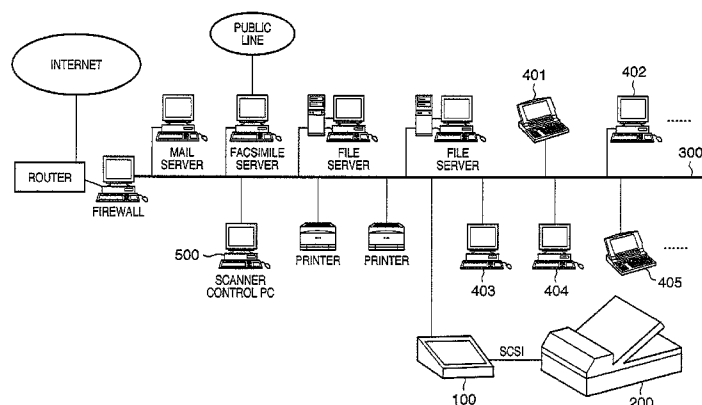 PUBLIC
LINE
INTERNET
401
402
MAIL
SERVER
FACSIMILE
SERVER
FILE
SERVER
FILE
SERVER
......
300
ROUTER
FIREWALL
500
SCANNER
CONTROL PC
PRINTER
PRINTER
403
404
405
......
SCSI
100
200